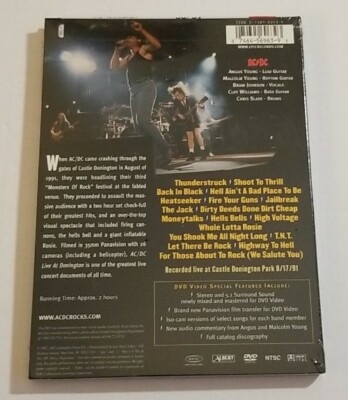 WWW.EPICRECORDS.COM
AC/DC
ANGUS YOUNG - LEAD GUITAR
MALCOLM YOUNG - RHYTHM GUITAR
BRIAN JOHNSON - VOCALS
CLIFF WILLIAMS - BASS GUITAR
CHRIS SLADE - DRUMS
When AC/DC came crashing through the
gates of Castle Donington in August of
1991, they were headlining their third
"Monsters Of Rock" festival at the fabled
venue. They proceeded to assault the mas-
sive audience with a two hour set chock-
full of their greatest hits, and an over-the-top
visual spectacle that included firing can-
nons, the hells bell and a giant inflatable
Rosie. Filmed in 35mm Panavision with 26
cameras (including a helicopter), AC/DC
Live At Donington is one of the greatest live
concert documents of all time.
Running Time: Approx. 2 hours
WWW.ACDCROCKS.COM
Thunderstruck Shoot To Thrill
Back In Black Hell Ain't A Bad Place To Be
Heatseeker Fire Your Guns Jailbreak
The Jack Dirty Deeds Done Dirt Cheap
Moneytalks Hells Bells High Voltage
Whole Lotta Rosie
You Shook Me All Night Long T.N.T.
Let There Be Rock Highway To Hell
For Those About To Rock (We Salute You)
Recorded live at Castle Donington Park 8/17/91
DVD Video Special Features Include:
Stereo and 5.1 Surround Sound
newly mixed and mastered for DVD Video
Brand new Panavision film transfer for DVD Video
Iso-cam versions of select songs for each band member
New audio commentary from Angus and Malcolm Young
Full catalog discography
epic
ALBERT
DVD
NTSC